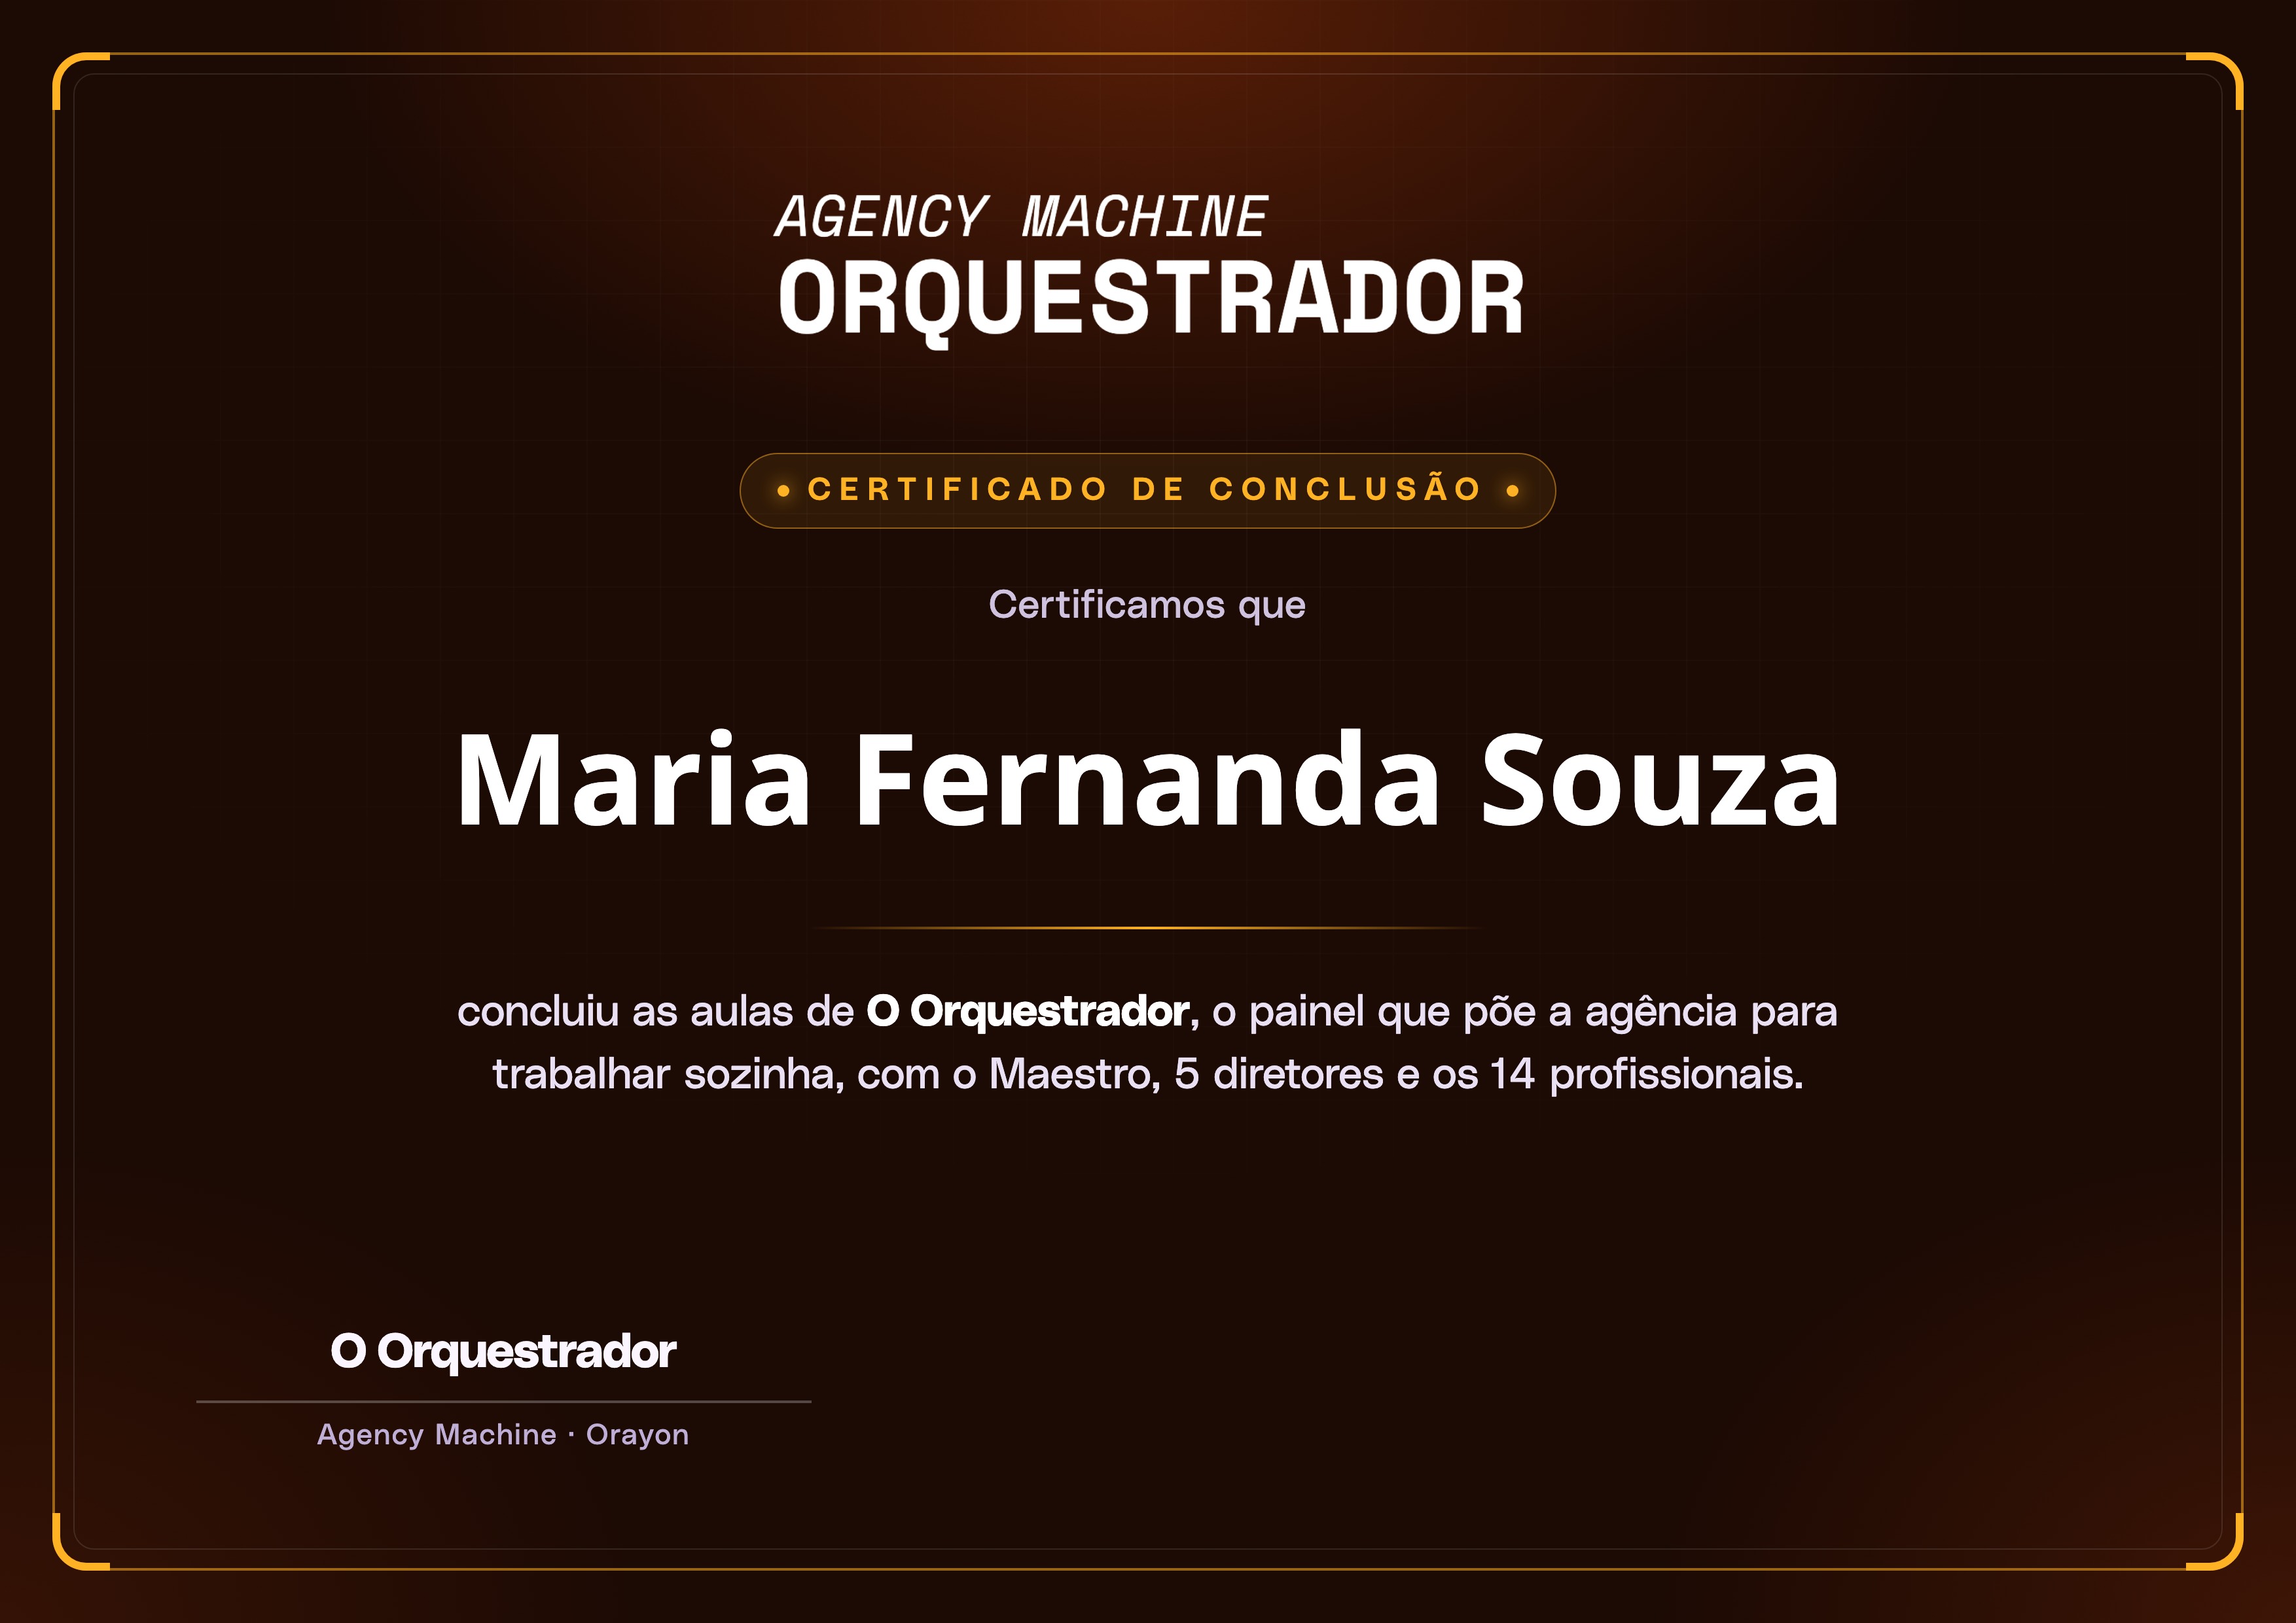 AGENCY MACHINE
ORQUESTRADOR
• CERTIFICADO DE CONCLUSÃO •
Certificamos que
Maria Fernanda Souza
concluiu as aulas de O Orquestrador, o painel que põe a agência para
trabalhar sozinha, com o Maestro, 5 diretores e os 14 profissionais.
O Orquestrador
Agency Machine · Orayon